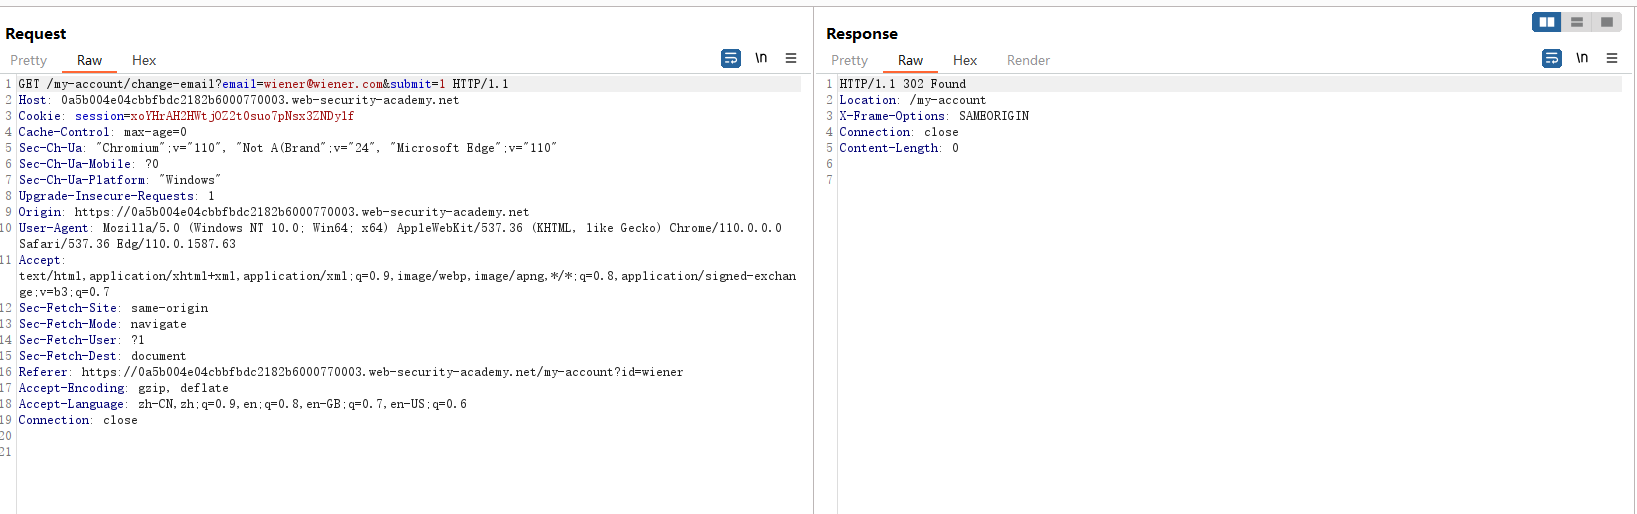 Request
Pretty Raw Hex
\n
1 GET /my-account/change-email?email=wiener@wiener.com&submit=1 HTTP/1.1
2 Host: 0a5b004e04cbbfbdc2182b6000770003.web-security-academy.net
3 Cookie: session=xoYHrAH2HWtjOZ2t0suo7pNsx3ZNDylf
4 Cache-Control: max-age=0
5 Sec-Ch-Ua: "Chromium";v="110", "Not A(Brand";v="24", "Microsoft Edge";v="110"
6 Sec-Ch-Ua-Mobile: ?0
7 Sec-Ch-Ua-Platform: "Windows"
8 Upgrade-Insecure-Requests: 1
9 Origin: https://0a5b004e04cbbfbdc2182b6000770003.web-security-academy.net
10 User-Agent: Mozilla/5.0 (Windows NT 10.0; Win64; x64) AppleWebKit/537.36 (KHTML, like Gecko) Chrome/110.0.0.0
Safari/537.36 Edg/110.0.1587.63
11 Accept:
text/html,application/xhtml+xml,application/xml;q=0.9,image/webp,image/apng,*/*;q=0.8,application/signed-exchan
ge;v=b3;q=0.7
12 Sec-Fetch-Site: same-origin
13 Sec-Fetch-Mode: navigate
14 Sec-Fetch-User: ?1
15 Sec-Fetch-Dest: document
16 Referer: https://0a5b004e04cbbfbdc2182b6000770003.web-security-academy.net/my-account?id=wiener
17 Accept-Encoding: gzip, deflate
18 Accept-Language: zh-CN,zh;q=0.9,en;q=0.8,en-GB;q=0.7,en-US;q=0.6
19 Connection: close
20
21
Response
Pretty Raw Hex Render
\n
1 HTTP/1.1 302 Found
2 Location: /my-account
3 X-Frame-Options: SAMEORIGIN
4 Connection: close
5 Content-Length: 0
6
7